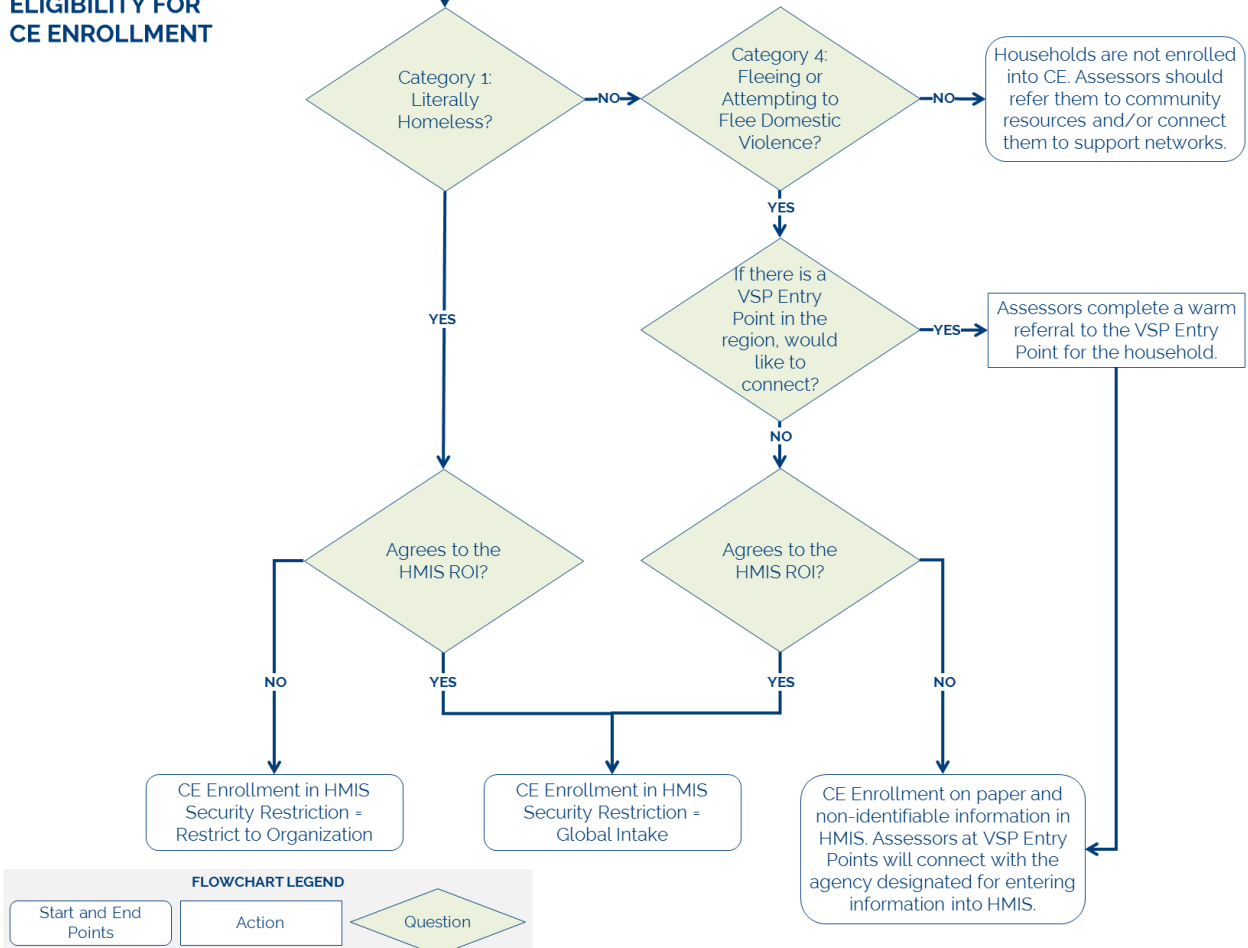 ELIGIBILITY FOR
CE ENROLLMENT
Category 1:
Literally
Homeless?
NO
Category 4:
Fleeing or
Attempting to
Flee Domestic
Violence?
NO
Households are not enrolled
into CE. Assessors should
refer them to community
resources and/or connect
them to support networks.
YES
YES
If there is a
VSP Entry
Point in the
region, would
like to
connect?
YES
Assessors complete a warm
referral to the VSP Entry
Point for the household.
NO
Agrees to the
HMIS ROI?
Agrees to the
HMIS ROI?
NO
YES
YES
NO
CE Enrollment in HMIS
Security Restriction =
Restrict to Organization
CE Enrollment in HMIS
Security Restriction =
Global Intake
CE Enrollment on paper and
non-identifiable information in
HMIS. Assessors at VSP Entry
Points will connect with the
agency designated for entering
information into HMIS.
FLOWCHART LEGEND
Start and End
Points
Action
Question